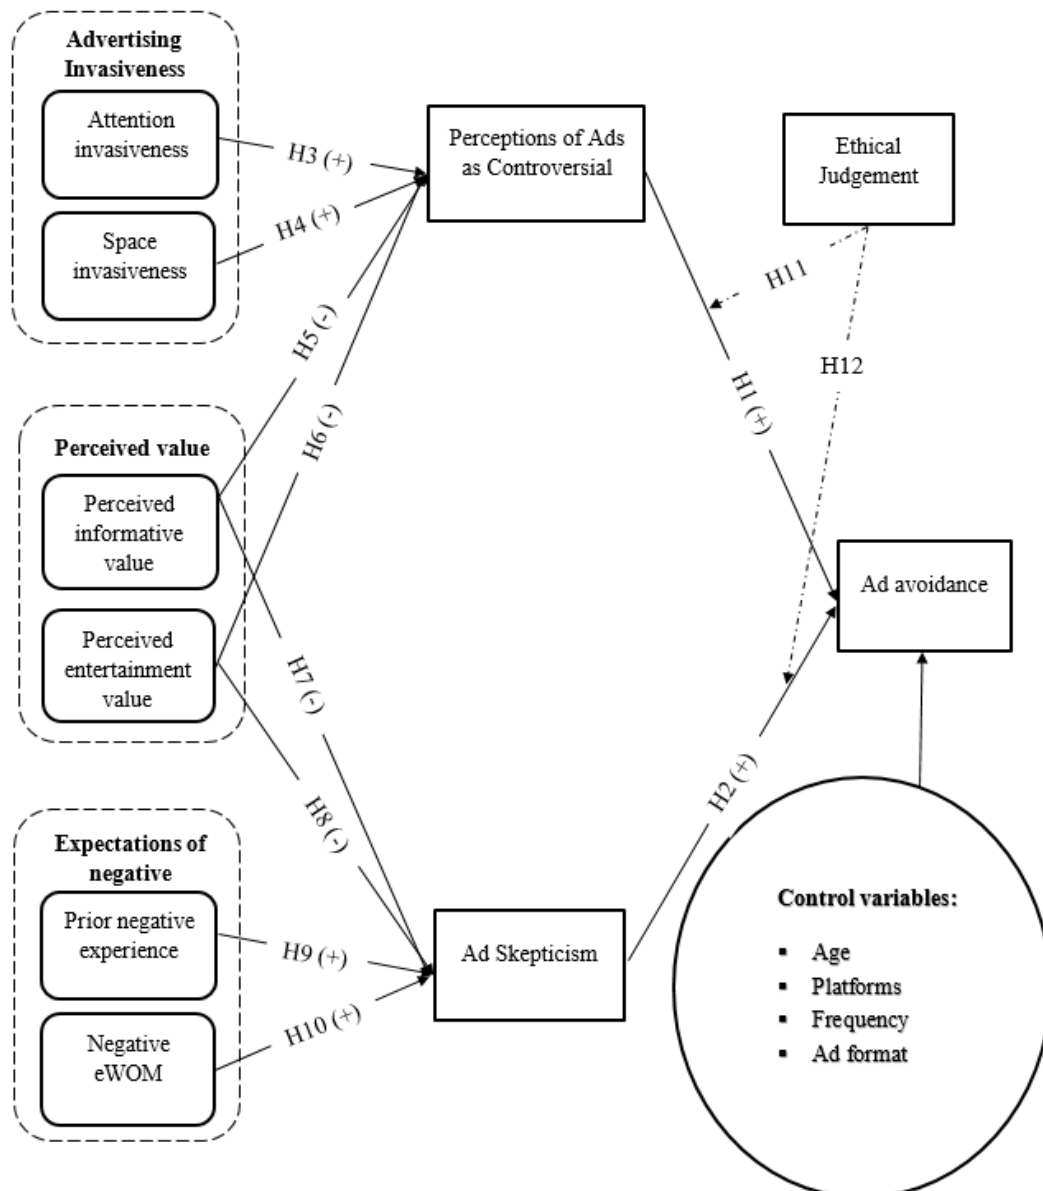 Advertising
Invasiveness
Attention
invasiveness
H3 (+)
Space
invasiveness
H4 (+)
Perceptions of Ads
as Controversial
Ethical
Judgement
H11
H12
H5 (-)
H6 (-)
H1 (+)
Perceived value
Perceived
informative
value
Perceived
entertainment
value
H7 (-)
H8 (-)
Ad avoidance
H2 (+)
Expectations of
negative
Prior negative
experience
H9 (+)
Negative
eWOM
H10 (+)
Ad Skepticism
Control variables:
▪ Age
▪ Platforms
▪ Frequency
▪ Ad format